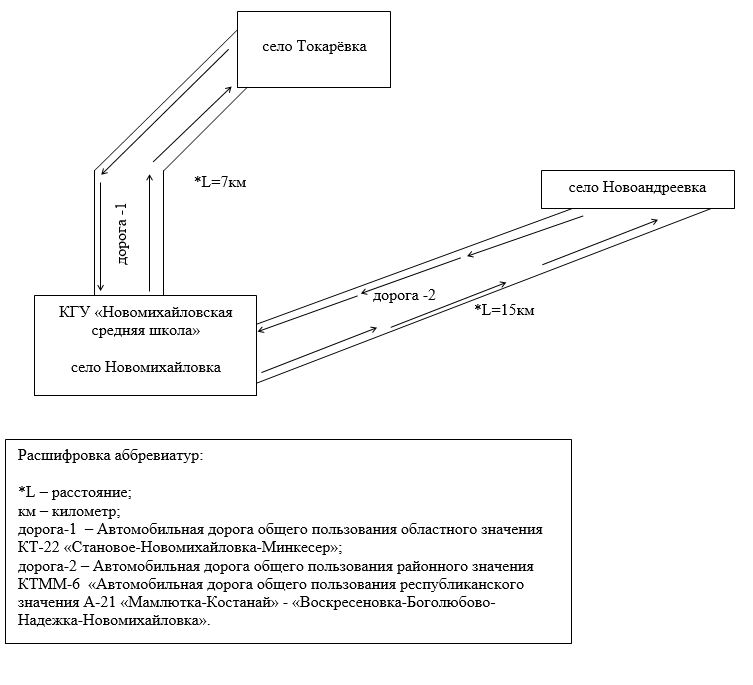 село Токарёвка
*L=7км
село Новоандреевка
дорога -1
дорога -2
*L=15км
КГУ «Новомихайловская
средняя школа»
село Новомихайловка
Расшифровка аббревиатур:
*L – расстояние;
км – километр;
дорога-1 – Автомобильная дорога общего пользования областного значения
КТ-22 «Становое-Новомихайловка-Минкесер»;
дорога-2 – Автомобильная дорога общего пользования районного значения
КТММ-6 «Автомобильная дорога общего пользования республиканского
значения А-21 «Мамлютка-Костанай» - «Воскресеновка-Боголюбово-
Надежка-Новомихайловка».